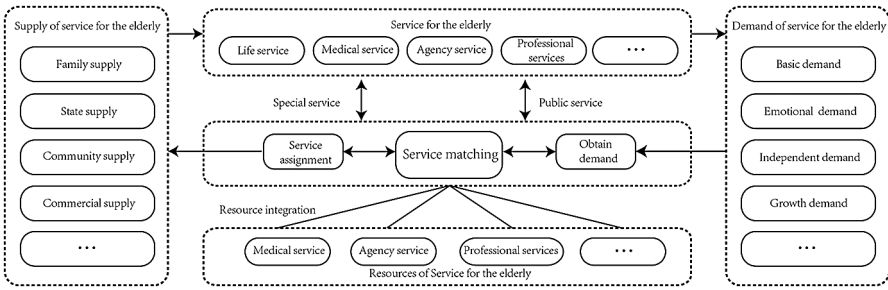 Supply of service for the elderly
Family supply
State supply
Community supply
Commercial supply
...
Service for the elderly
Life service
Medical service
Agency service
Professional
services
...
Special service
Public service
Service
assignment
Service matching
Obtain
demand
Resource integration
Medical service
Agency service
Professional services
...
Resources of Service for the elderly
Demand of service for the elderly
Basic demand
Emotional demand
Independent demand
Growth demand
...